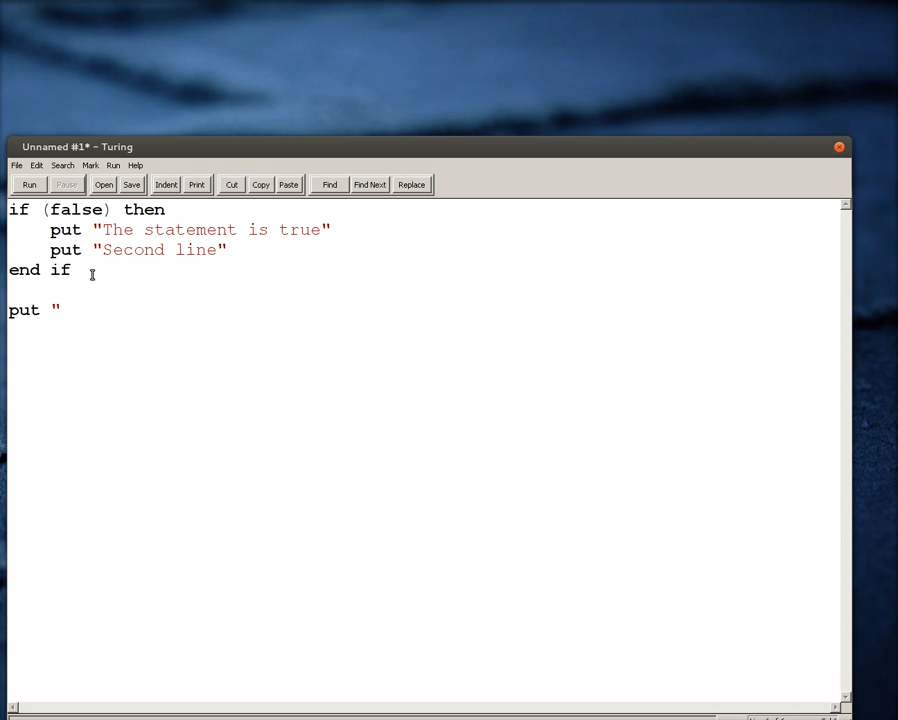 Unnamed #1* - Turing
File Edit Search Mark Run Help
Run Pause Open Save Indent Print Cut Copy Paste Find Find Next Replace
if (false) then
put "The statement is true"
put "Second line"
end if
put "